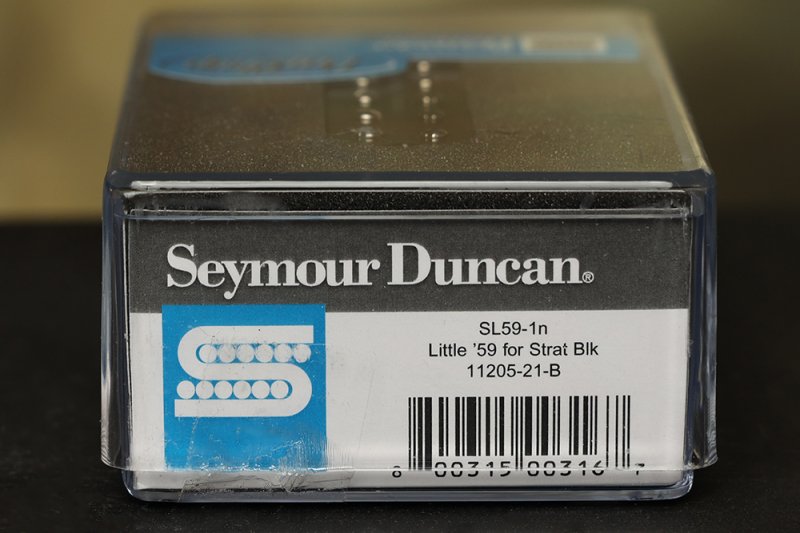 Seymour Duncan®
SL59-1n
Little '59 for Strat Blk
11205-21-B
8 00315 00316 7